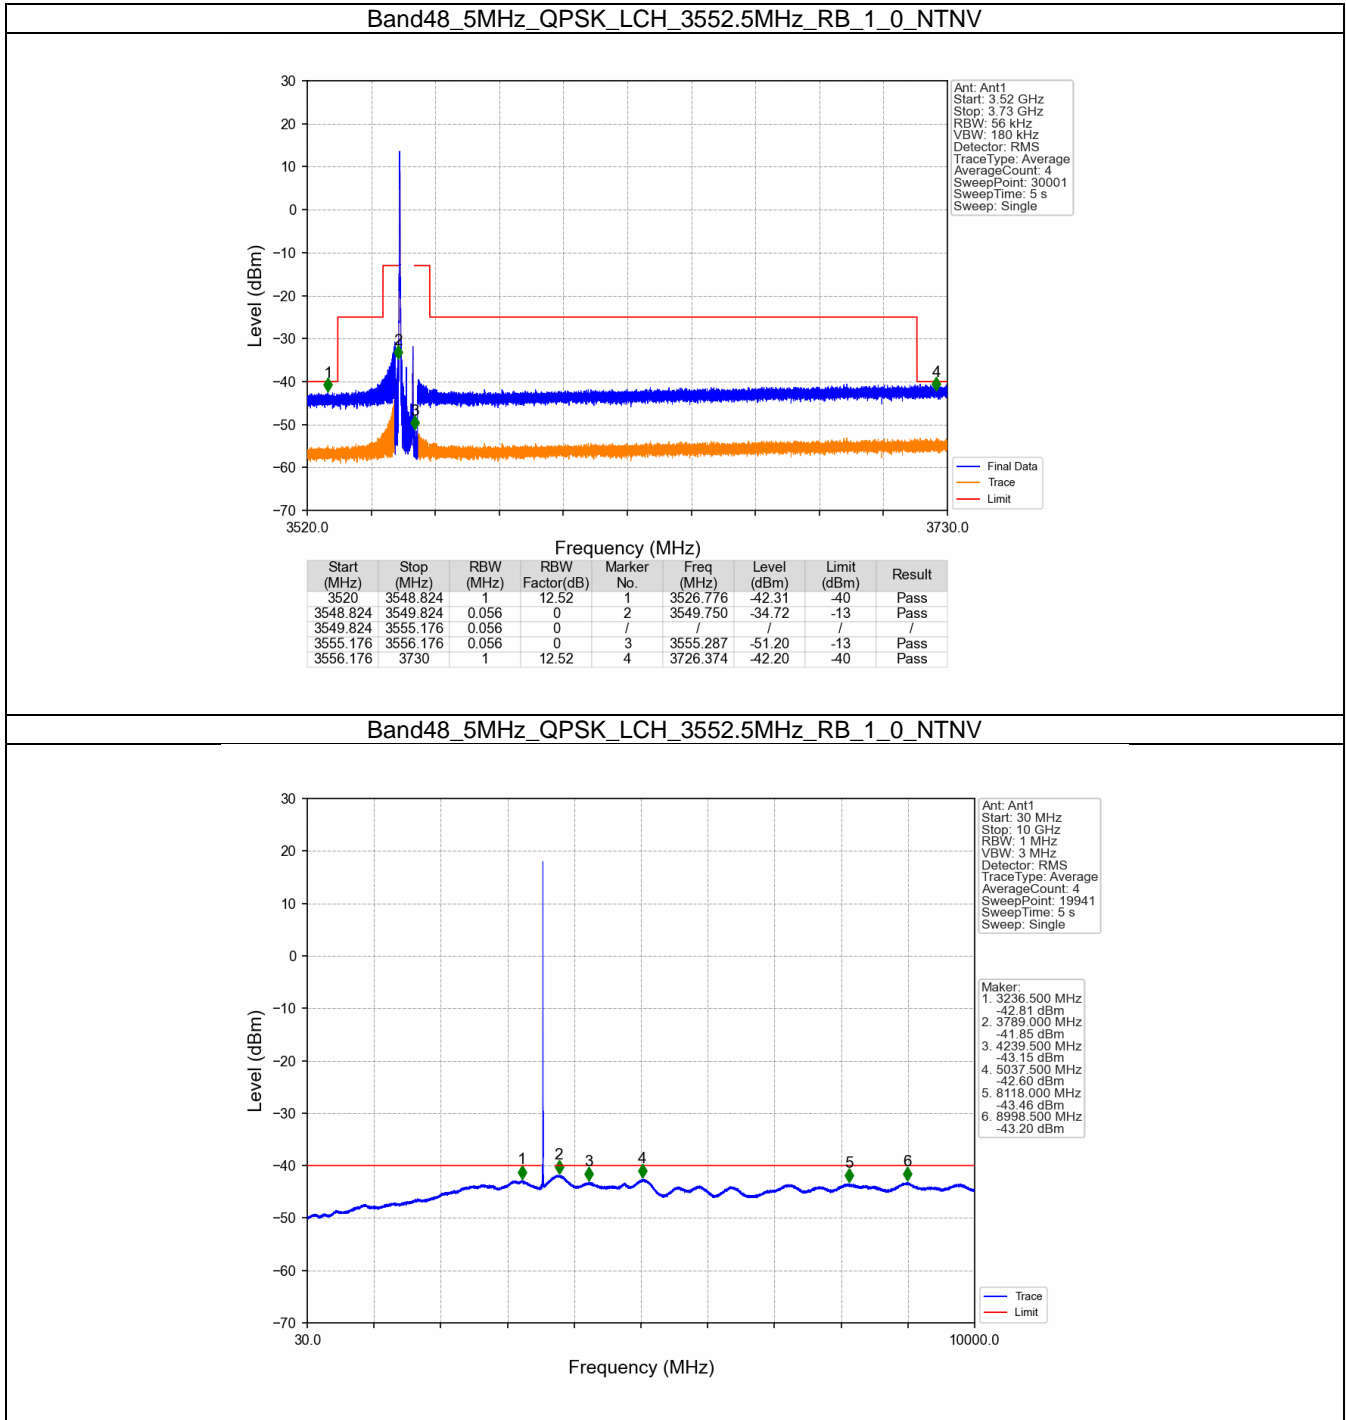 Band48_5MHz_QPSK_LCH_3552.5MHz_RB_1_0_NTNV
30
20
10
0
−10
−20
−30
−40
−50
−60
−70
Level (dBm)
1
2
3
4
3520.0
3730.0
Frequency (MHz)
Ant: Ant1
Start: 3.52 GHz
Stop: 3.73 GHz
RBW: 56 kHz
VBW: 180 kHz
Detector: RMS
TraceType: Average
AverageCount: 4
SweepPoint: 30001
SweepTime: 5 s
Sweep: Single
Final Data
Trace
Limit
Start (MHz) Stop (MHz) RBW (MHz) RBW Factor(dB) Marker No. Freq (MHz) Level (dBm) Limit (dBm) Result
3520 3548.824 1 12.52 1 3526.776 -42.31 -40 Pass
3548.824 3549.824 0.056 0 2 3549.750 -34.72 -13 Pass
3549.824 3555.176 0.056 0 / / / / /
3555.176 3556.176 0.056 0 3 3555.287 -51.20 -13 Pass
3556.176 3730 1 12.52 4 3726.374 -42.20 -40 Pass
Band48_5MHz_QPSK_LCH_3552.5MHz_RB_1_0_NTNV
30
20
10
0
−10
−20
−30
−40
−50
−60
−70
Level (dBm)
1
2
3
4
5
6
30.0
10000.0
Frequency (MHz)
Ant: Ant1
Start: 30 MHz
Stop: 10 GHz
RBW: 1 MHz
VBW: 3 MHz
Detector: RMS
TraceType: Average
AverageCount: 4
SweepPoint: 19941
SweepTime: 5 s
Sweep: Single
Maker:
1. 3236.500 MHz
-42.81 dBm
2. 3789.000 MHz
-41.85 dBm
3. 4239.500 MHz
-43.15 dBm
4. 5037.500 MHz
-42.60 dBm
5. 8118.000 MHz
-43.46 dBm
6. 8998.500 MHz
-43.20 dBm
Trace
Limit